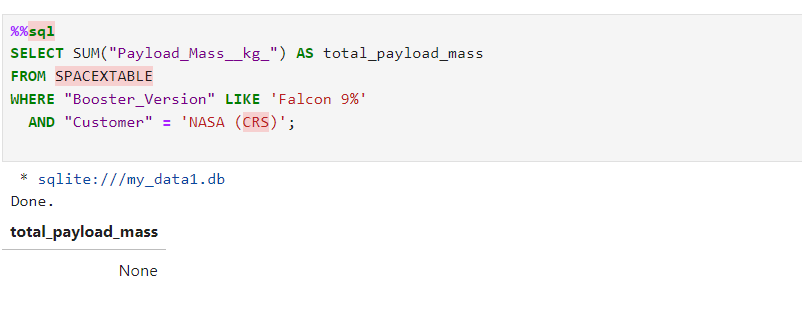 %%sql
SELECT SUM("Payload_Mass__kg_") AS total_payload_mass
FROM SPACEXTABLE
WHERE "Booster_Version" LIKE 'Falcon 9%'
  AND "Customer" = 'NASA (CRS)';
* sqlite:///my_data1.db
Done.
total_payload_mass
None